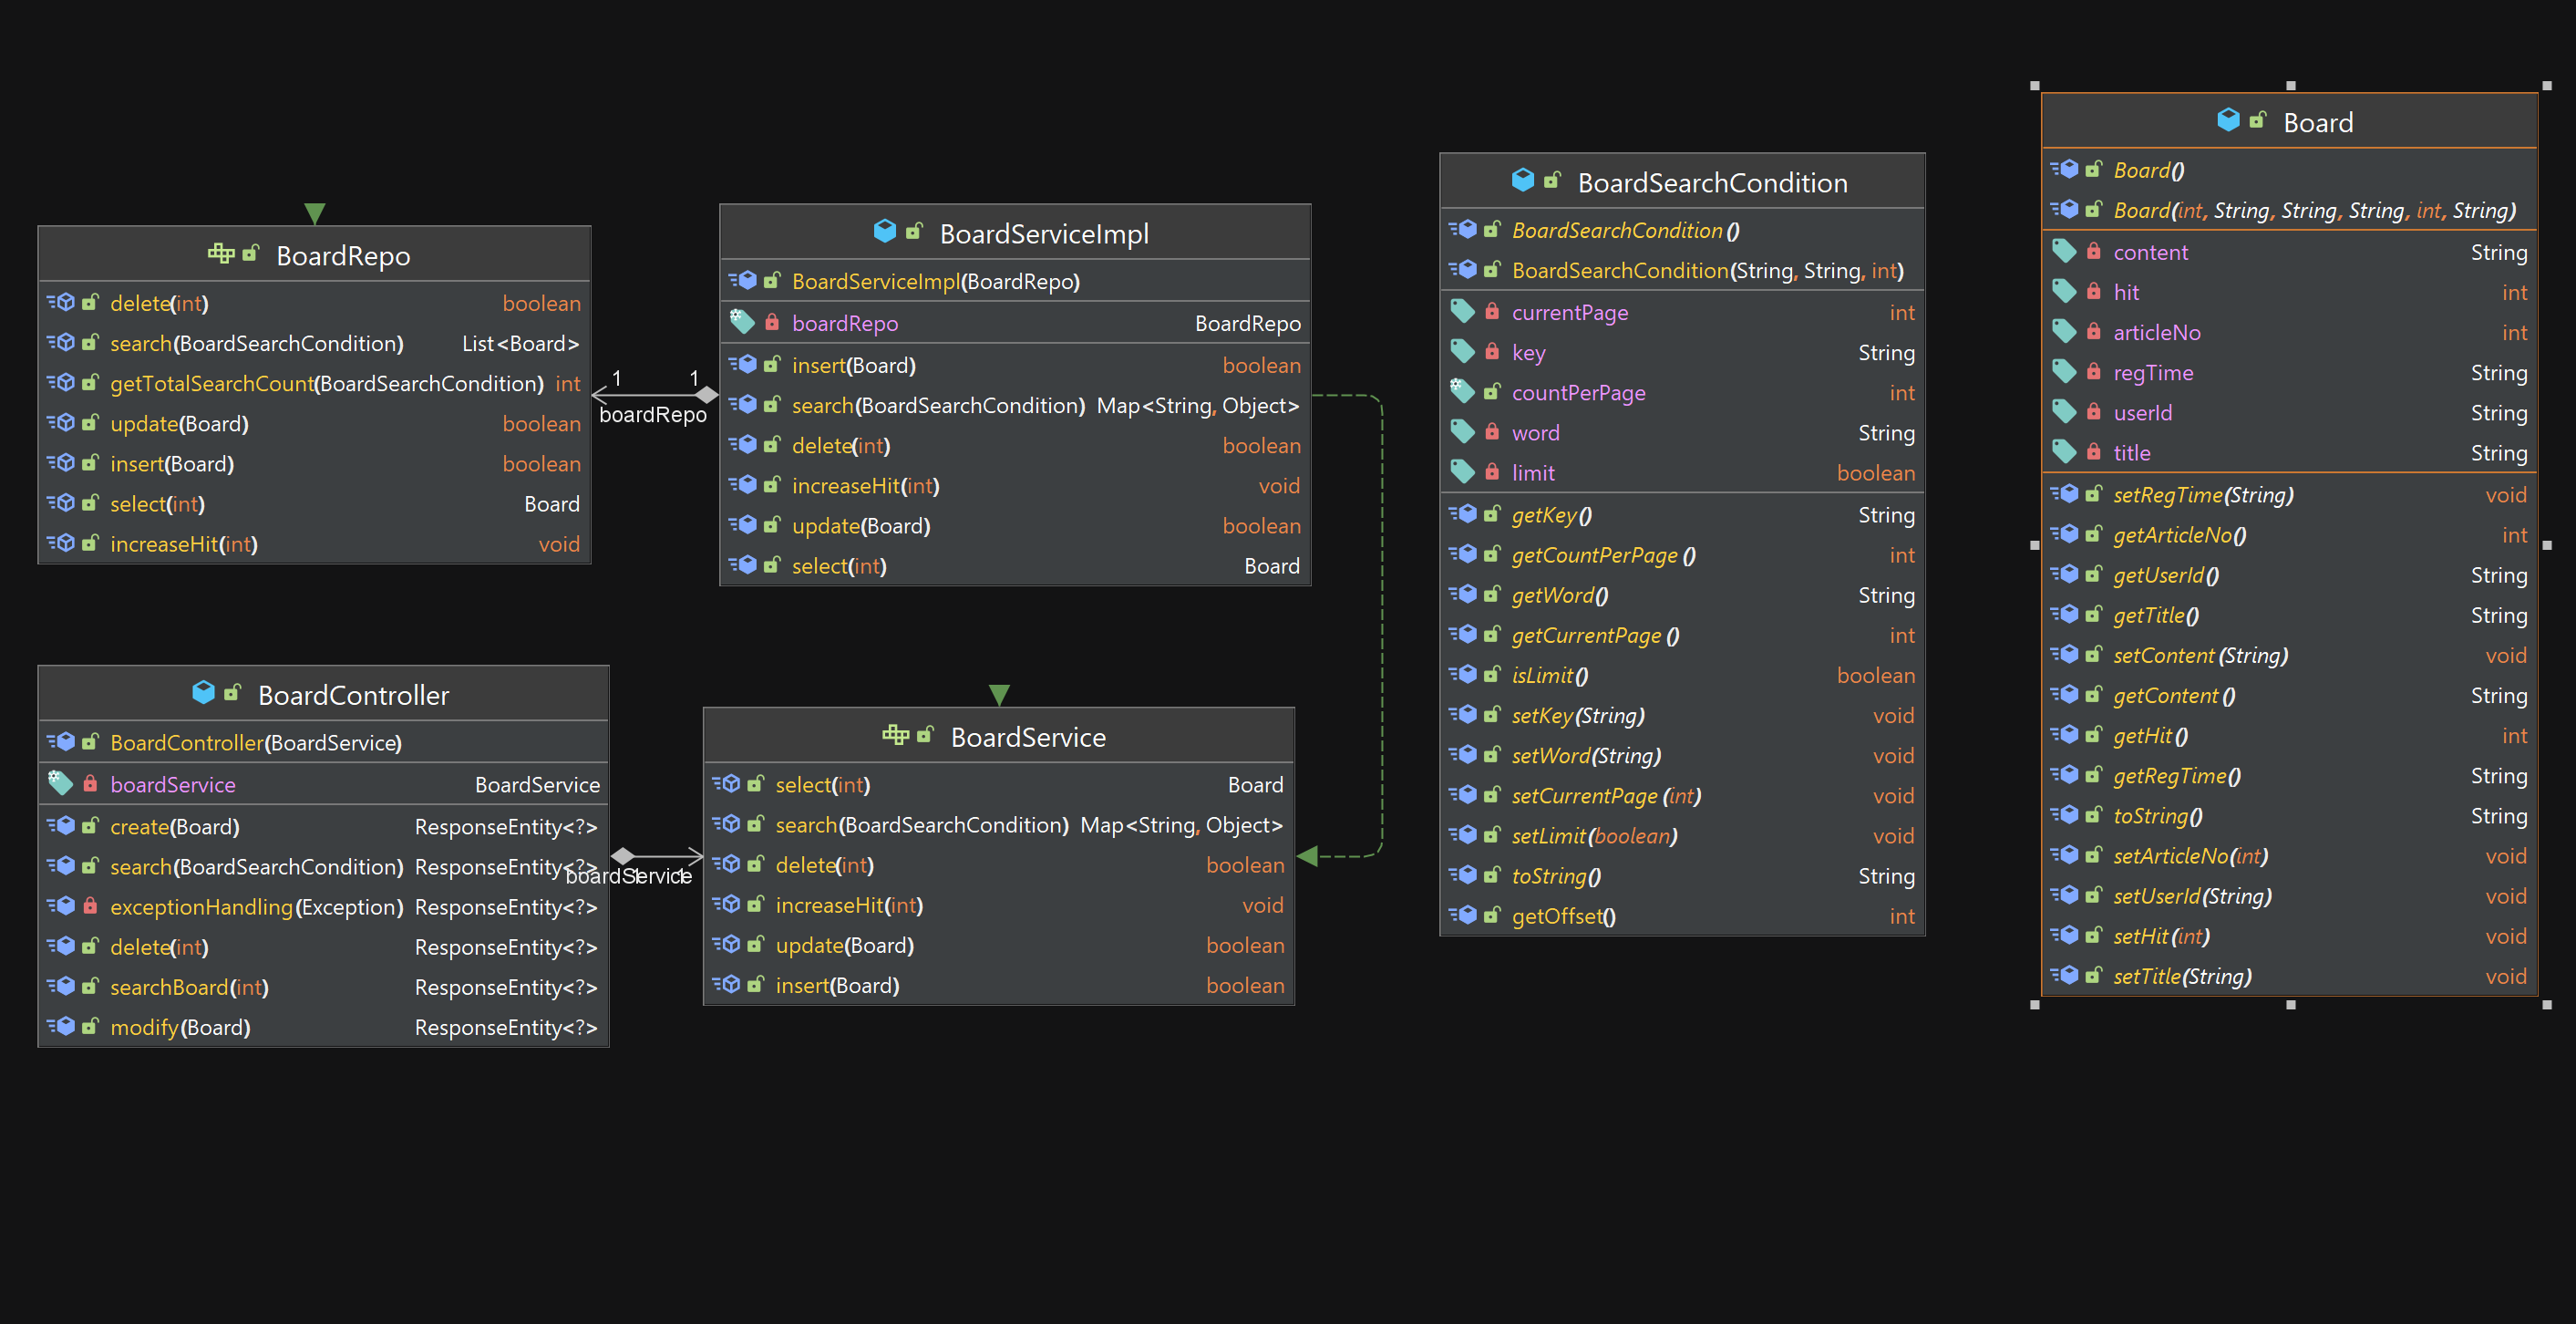 BoardRepo
delete(int) boolean
search(BoardSearchCondition) List<Board>
getTotalSearchCount(BoardSearchCondition) int
update(Board) boolean
insert(Board) boolean
select(int) Board
increaseHit(int) void
1 1
boardRepo
BoardServiceImpl
BoardServiceImpl(BoardRepo)
boardRepo BoardRepo
insert(Board) boolean
search(BoardSearchCondition) Map<String, Object>
delete(int) boolean
increaseHit(int) void
update(Board) boolean
select(int) Board
BoardController
BoardController(BoardService)
boardService BoardService
create(Board) ResponseEntity<?>
search(BoardSearchCondition) ResponseEntity<?>
exceptionHandling(Exception) ResponseEntity<?>
delete(int) ResponseEntity<?>
searchBoard(int) ResponseEntity<?>
modify(Board) ResponseEntity<?>
boardService
1 1
BoardService
select(int) Board
search(BoardSearchCondition) Map<String, Object>
delete(int) boolean
increaseHit(int) void
update(Board) boolean
insert(Board) boolean
BoardSearchCondition
BoardSearchCondition()
BoardSearchCondition(String, String, int)
currentPage int
key String
countPerPage int
word String
limit boolean
getKey() String
getCountPerPage() int
getWord() String
getCurrentPage() int
isLimit() boolean
setKey(String) void
setWord(String) void
setCurrentPage(int) void
setLimit(boolean) void
toString() String
getOffset() int
Board
Board()
Board(int, String, String, String, int, String)
content String
hit int
articleNo int
regTime String
userId String
title String
setRegTime(String) void
getArticleNo() int
getUserId() String
getTitle() String
setContent(String) void
getContent() String
getHit() int
getRegTime() String
toString() String
setArticleNo(int) void
setUserId(String) void
setHit(int) void
setTitle(String) void